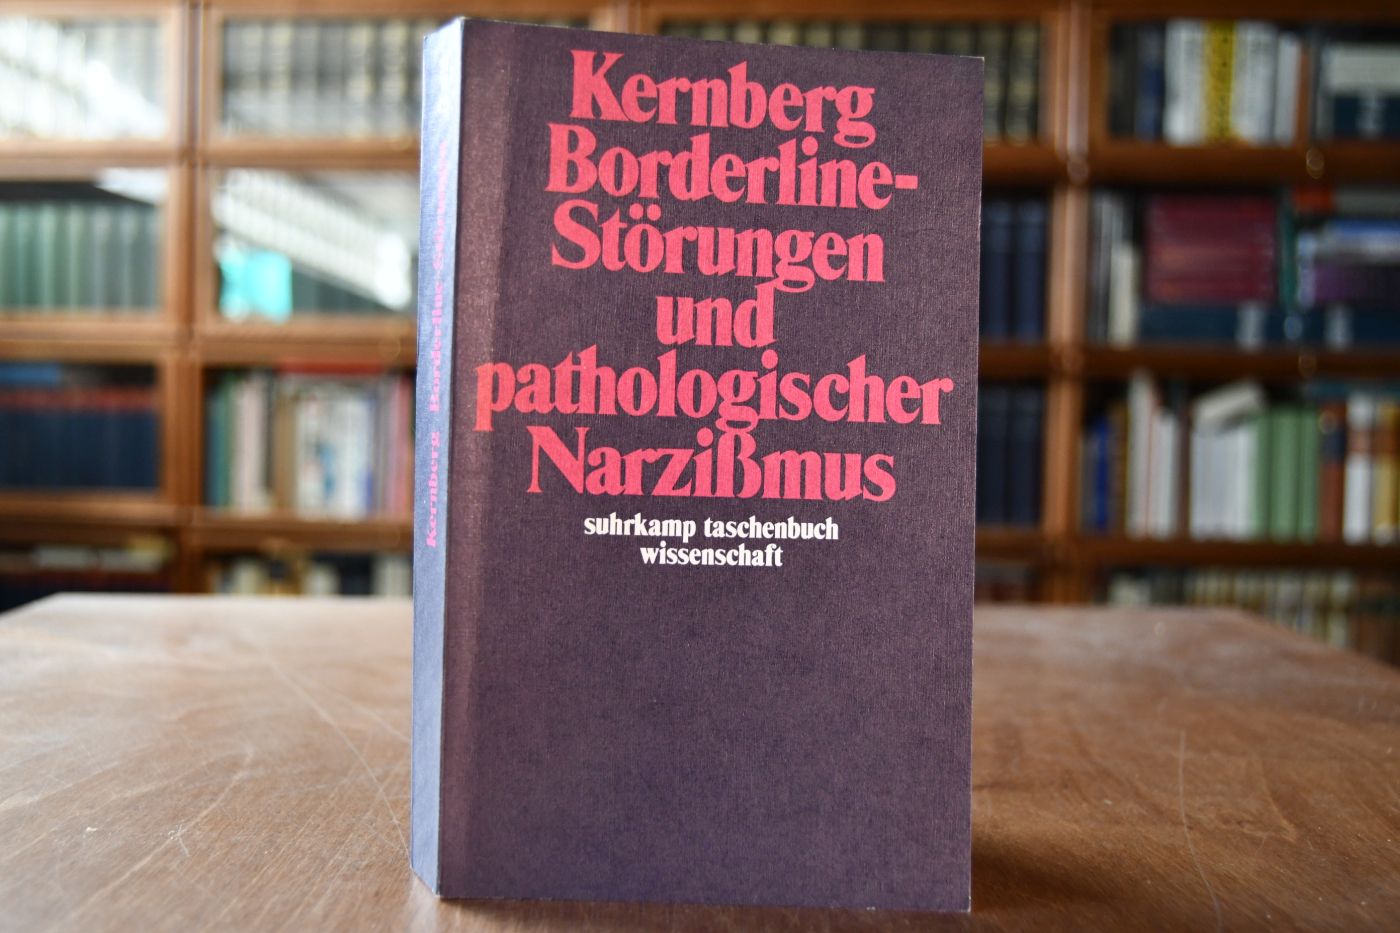 Kernberg
Borderline-
Störungen
und
pathologischer
Narzißmus
suhrkamp taschenbuch
wissenschaft
Kernberg Borderline-Störungen